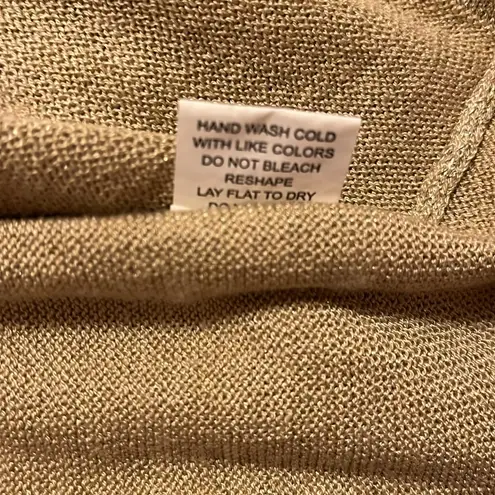 HAND WASH COLD
WITH LIKE COLORS
DO NOT BLEACH
RESHAPE
LAY FLAT TO DRY